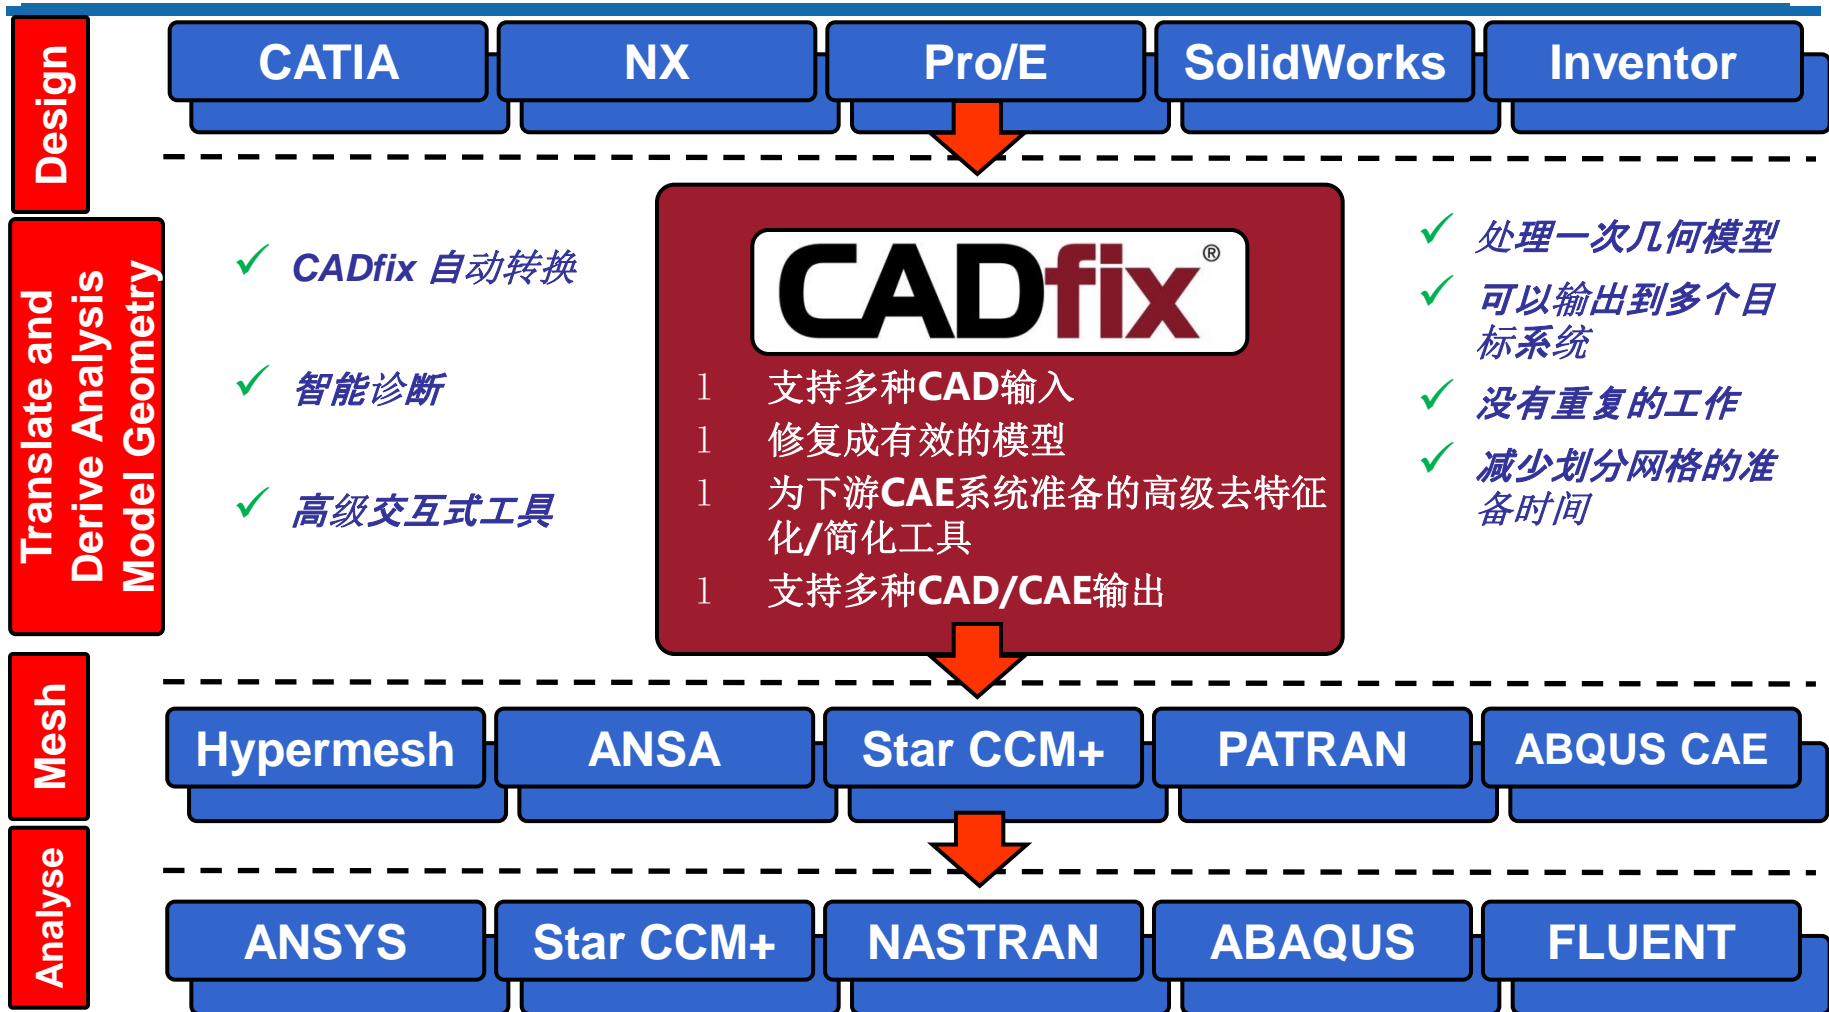 Design
CATIA
NX
Pro/E
SolidWorks
Inventor
Translate and
Derive Analysis
Model Geometry
✓ CADfix 自动转换
✓ 智能诊断
✓ 高级交互式工具
CADfix®
l 支持多种CAD输入
l 修复成有效的模型
l 为下游CAE系统准备的高级去特征
化/简化工具
l 支持多种CAD/CAE输出
✓ 处理一次几何模型
✓ 可以输出到多个目
标系统
✓ 没有重复的工作
✓ 减少划分网格的准
备时间
Mesh
Hypermesh
ANSA
Star CCM+
PATRAN
ABQUS CAE
Analyse
ANSYS
Star CCM+
NASTRAN
ABAQUS
FLUENT